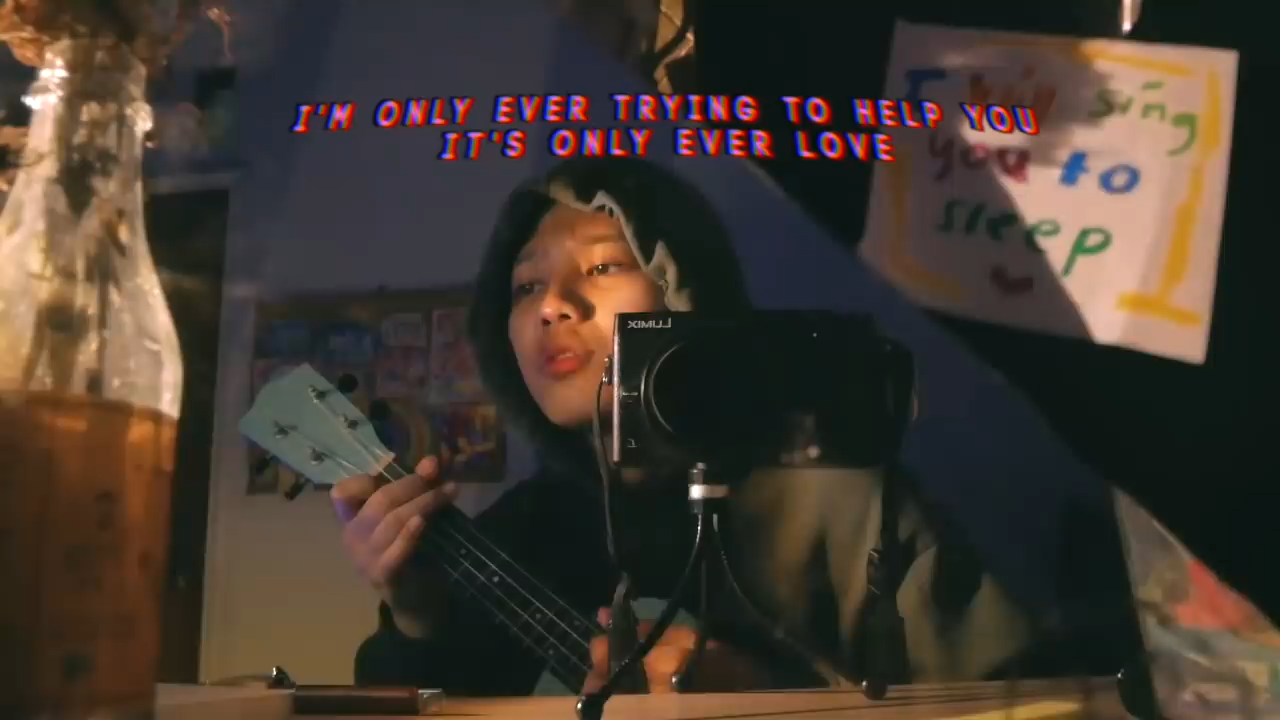 I'M ONLY EVER TRYING TO HELP YOU
IT'S ONLY EVER LOVE
I sing
you to
sleep
LUMIX